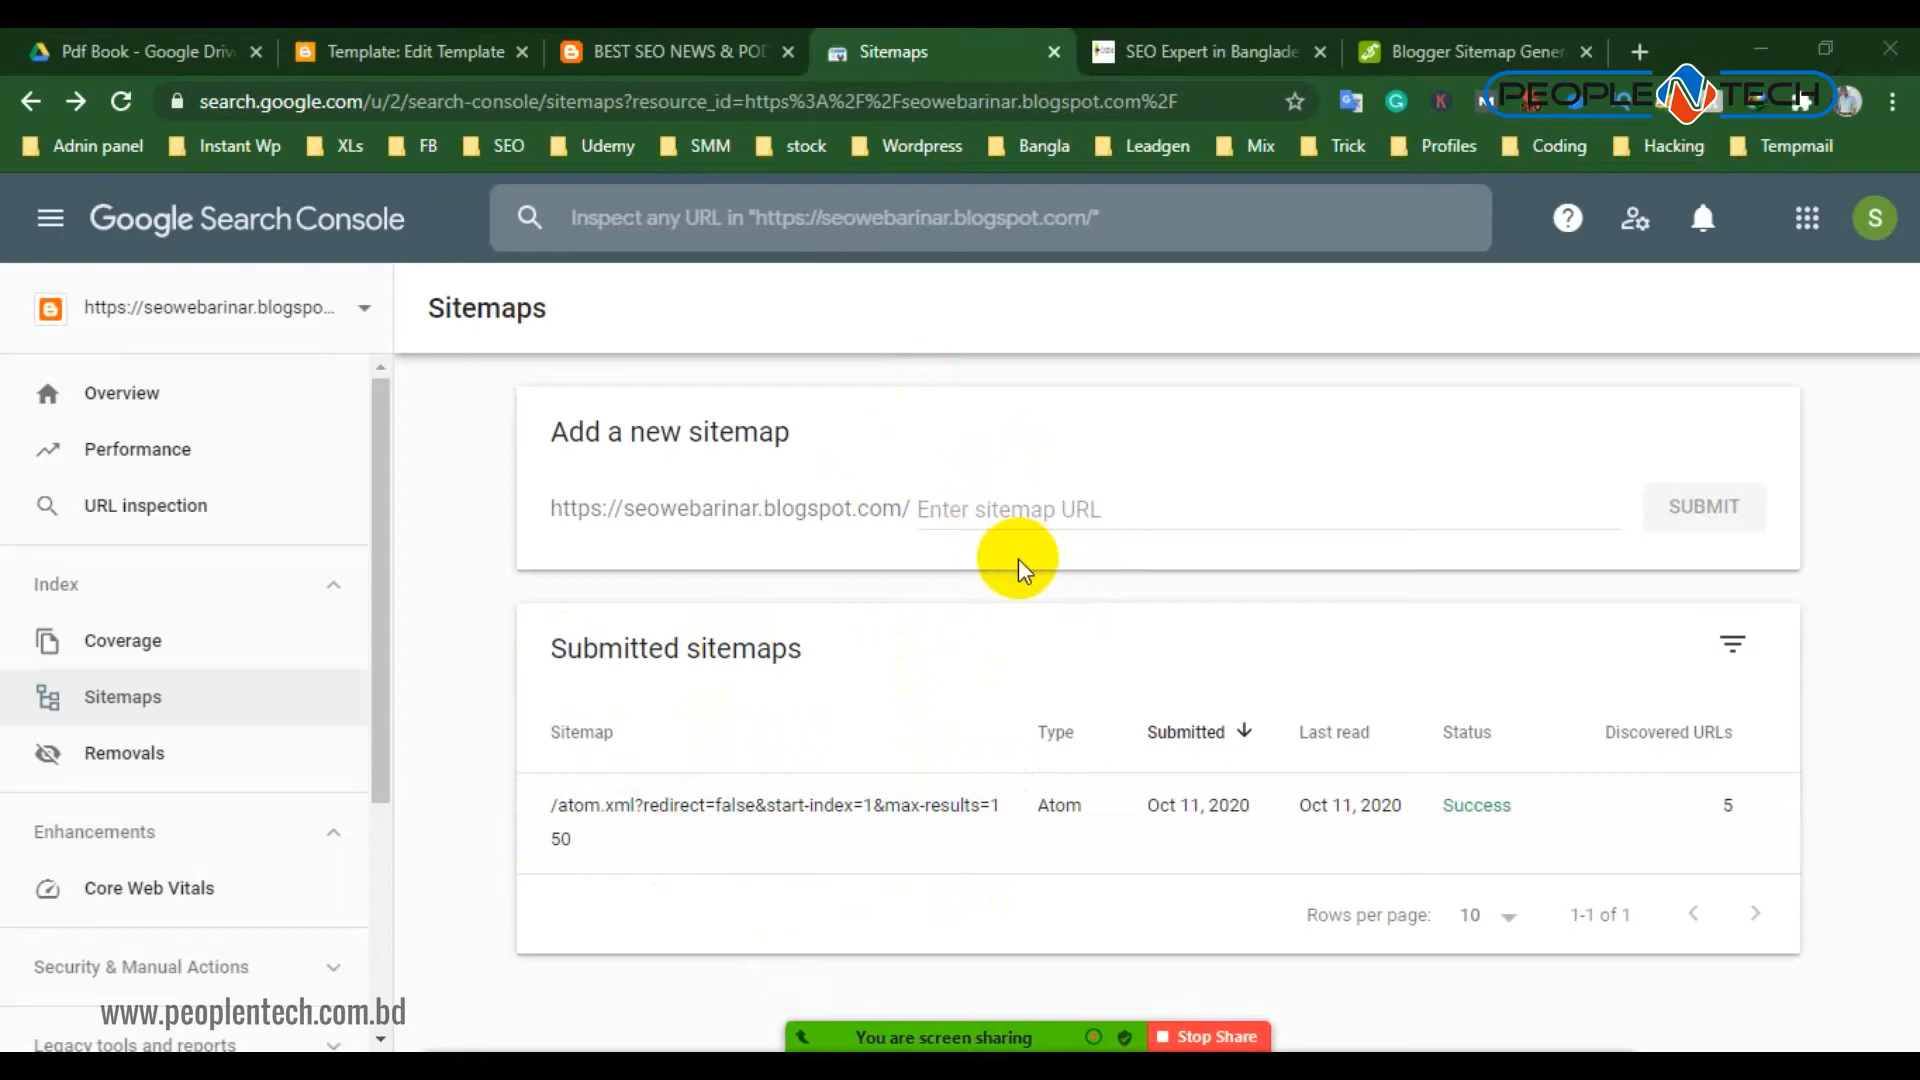 Pdf Book - Google Driv
Template: Edit Template
BEST SEO NEWS & POD
Sitemaps
SEO Expert in Banglade
Blogger Sitemap Gener
PEOPLE N TECH
search.google.com/u/2/search-console/sitemaps?resource_id=https%3A%2F%2Fseowebarinar.blogspot.com%2F
Adnin panel
Instant Wp
XLs
FB
SEO
Udemy
SMM
stock
Wordpress
Bangla
Leadgen
Mix
Trick
Profiles
Coding
Hacking
Tempmail
Google Search Console
Inspect any URL in "https://seowebarinar.blogspot.com/"
S
https://seowebarinar.blogspo...
Sitemaps
Overview
Performance
URL inspection
Index
Coverage
Sitemaps
Removals
Enhancements
Core Web Vitals
Security & Manual Actions
Legacy tools and reports
www.peoplentech.com.bd
Add a new sitemap
https://seowebarinar.blogspot.com/ Enter sitemap URL
SUBMIT
Submitted sitemaps
Sitemap Type Submitted Last read Status Discovered URLs
/atom.xml?redirect=false&start-index=1&max-results=1 Atom Oct 11, 2020 Oct 11, 2020 Success 5
50
Rows per page: 10 1-1 of 1
You are screen sharing
Stop Share